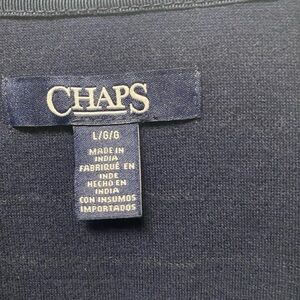 CHAPS
L/G/G
MADE IN
INDIA
FABRIQUÉ EN
INDE
HECHO EN
INDIA
CON INSUMOS
IMPORTADOS